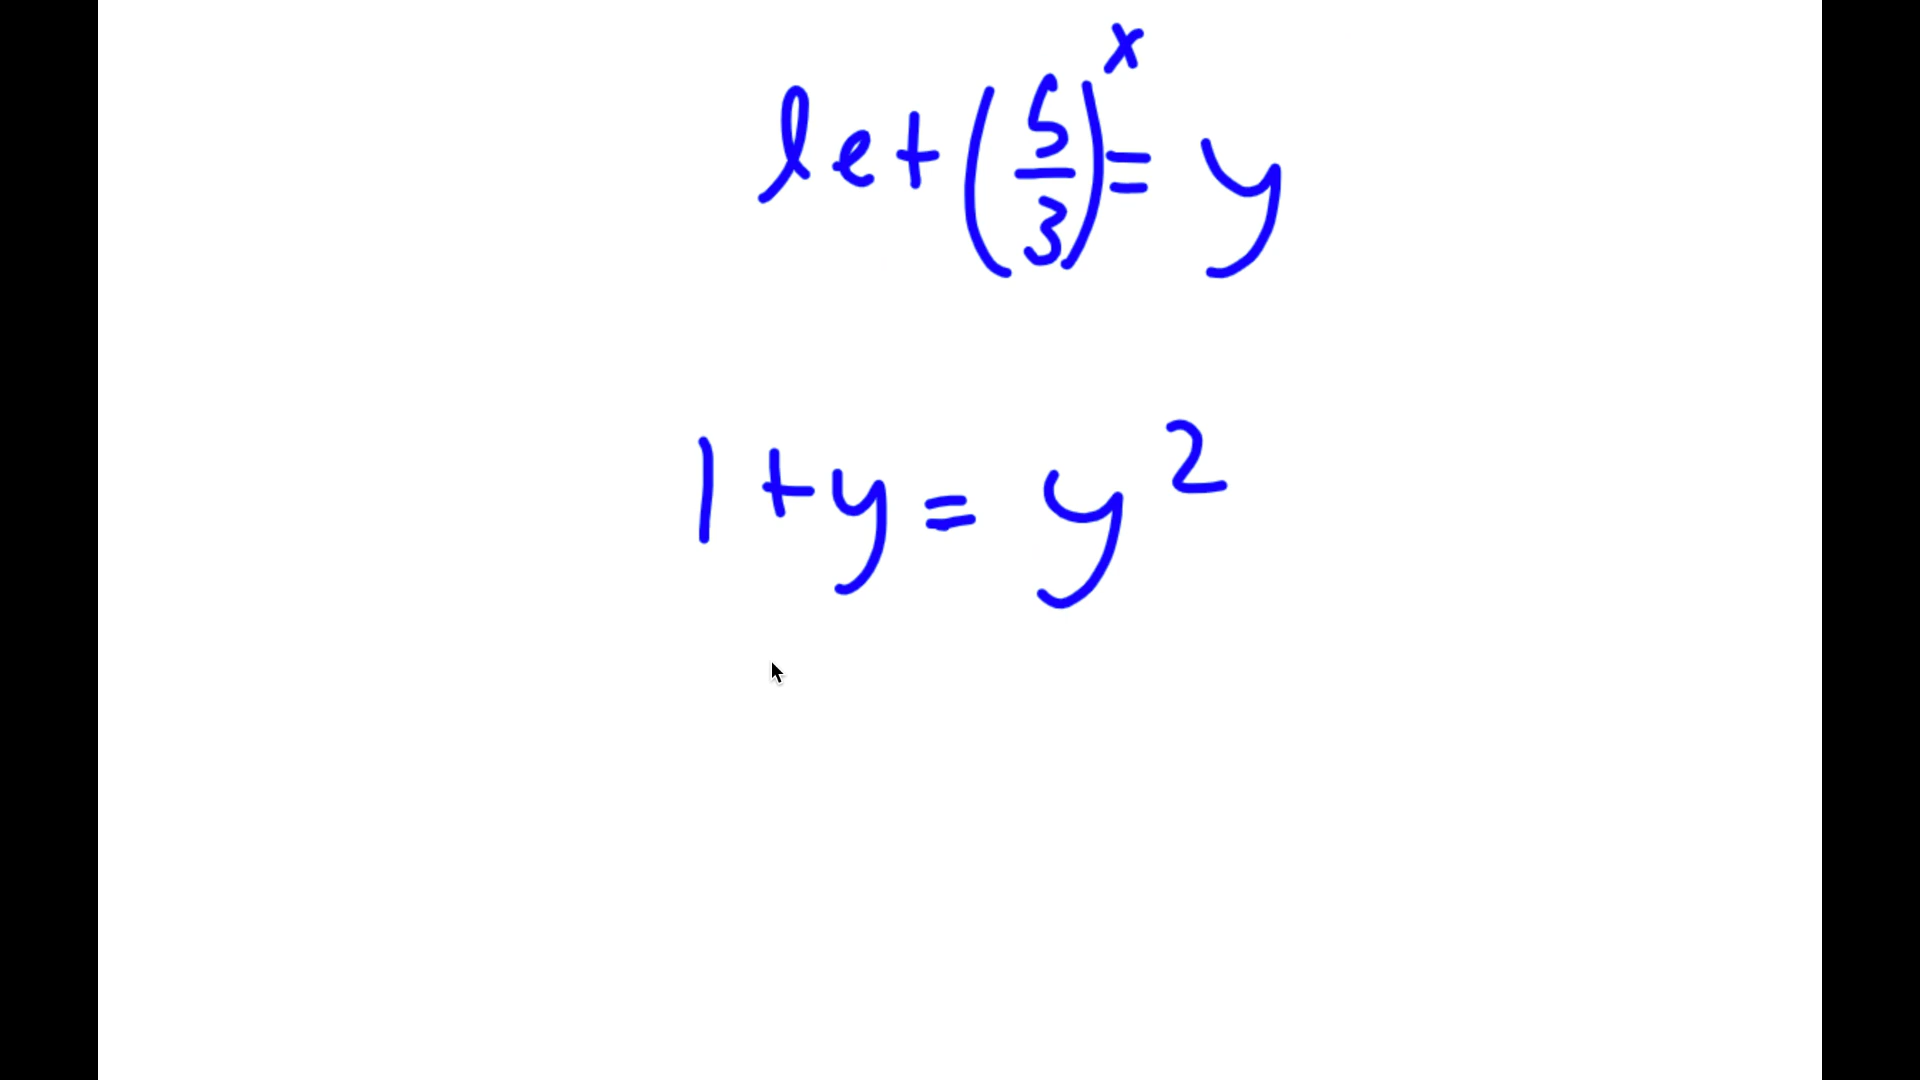 let (5/3)^x = y
1 + y = y^2